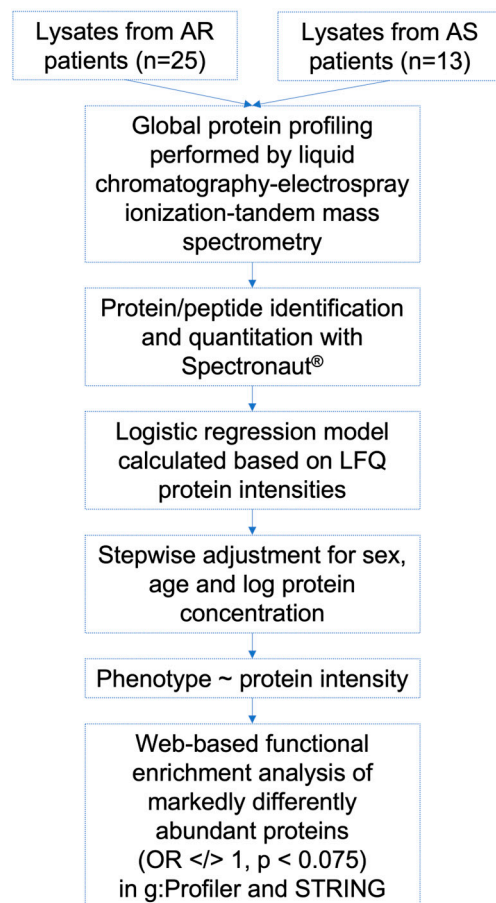 Lysates from AR
patients (n=25)
Lysates from AS
patients (n=13)
Global protein profiling
performed by liquid
chromatography-electrospray
ionization-tandem mass
spectrometry
Protein/peptide identification
and quantitation with
Spectronaut®
Logistic regression model
calculated based on LFQ
protein intensities
Stepwise adjustment for sex,
age and log protein
concentration
Phenotype ~ protein intensity
Web-based functional
enrichment analysis of
markedly differently
abundant proteins
(OR </> 1, p < 0.075)
in g:Profiler and STRING